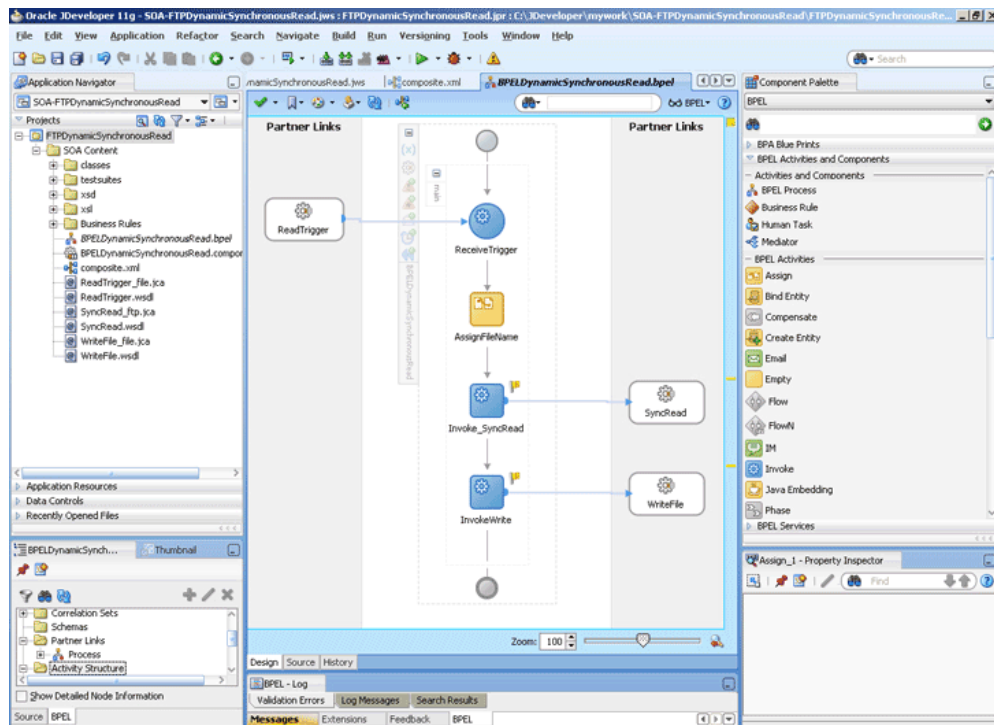 Oracle JDeveloper 11g - SOA-FTPDynamicSynchronousRead.jws : FTPDynamicSynchronousRead.jpr : C:\JDeveloper\mywork\SOA-FTPDynamicSynchronousRead\FTPDynamicSynchronousRe...
File Edit View Application Refactor Search Navigate Build Run Versioning Tools Window Help
Search
Application Navigator
namicSynchronousRead.jws composite.xml BPELDynamicSynchronousRead.bpel
Component Palette
SOA-FTPDynamicSynchronousRead
BPEL
BPEL
Projects
FTPDynamicSynchronousRead
SOA Content
classes
testsuites
xsd
xsl
Business Rules
BPELDynamicSynchronousRead.bpel
BPELDynamicSynchronousRead.compor
composite.xml
ReadTrigger_file.jca
ReadTrigger.wsdl
SyncRead_ftp.jca
SyncRead.wsdl
WriteFile_file.jca
WriteFile.wsdl
Application Resources
Data Controls
Recently Opened Files
Partner Links
Partner Links
main
BPELDynamicSynchronousRead
ReadTrigger
ReceiveTrigger
AssignFileName
Invoke_SyncRead
SyncRead
InvokeWrite
WriteFile
Zoom: 100
Design Source History
BPA Blue Prints
BPEL Activities and Components
Activities and Components
BPEL Process
Business Rule
Human Task
Mediator
BPEL Activities
Assign
Bind Entity
Compensate
Create Entity
Email
Empty
Flow
FlowN
IM
Invoke
Java Embedding
Phase
BPEL Services
BPELDynamicSynch... Thumbnail
Correlation Sets
Schemas
Partner Links
Process
Activity Structure
Show Detailed Node Information
Source BPEL
BPEL - Log
Validation Errors Log Messages Search Results
Messages Extensions Feedback BPEL
Assign_1 - Property Inspector
Find